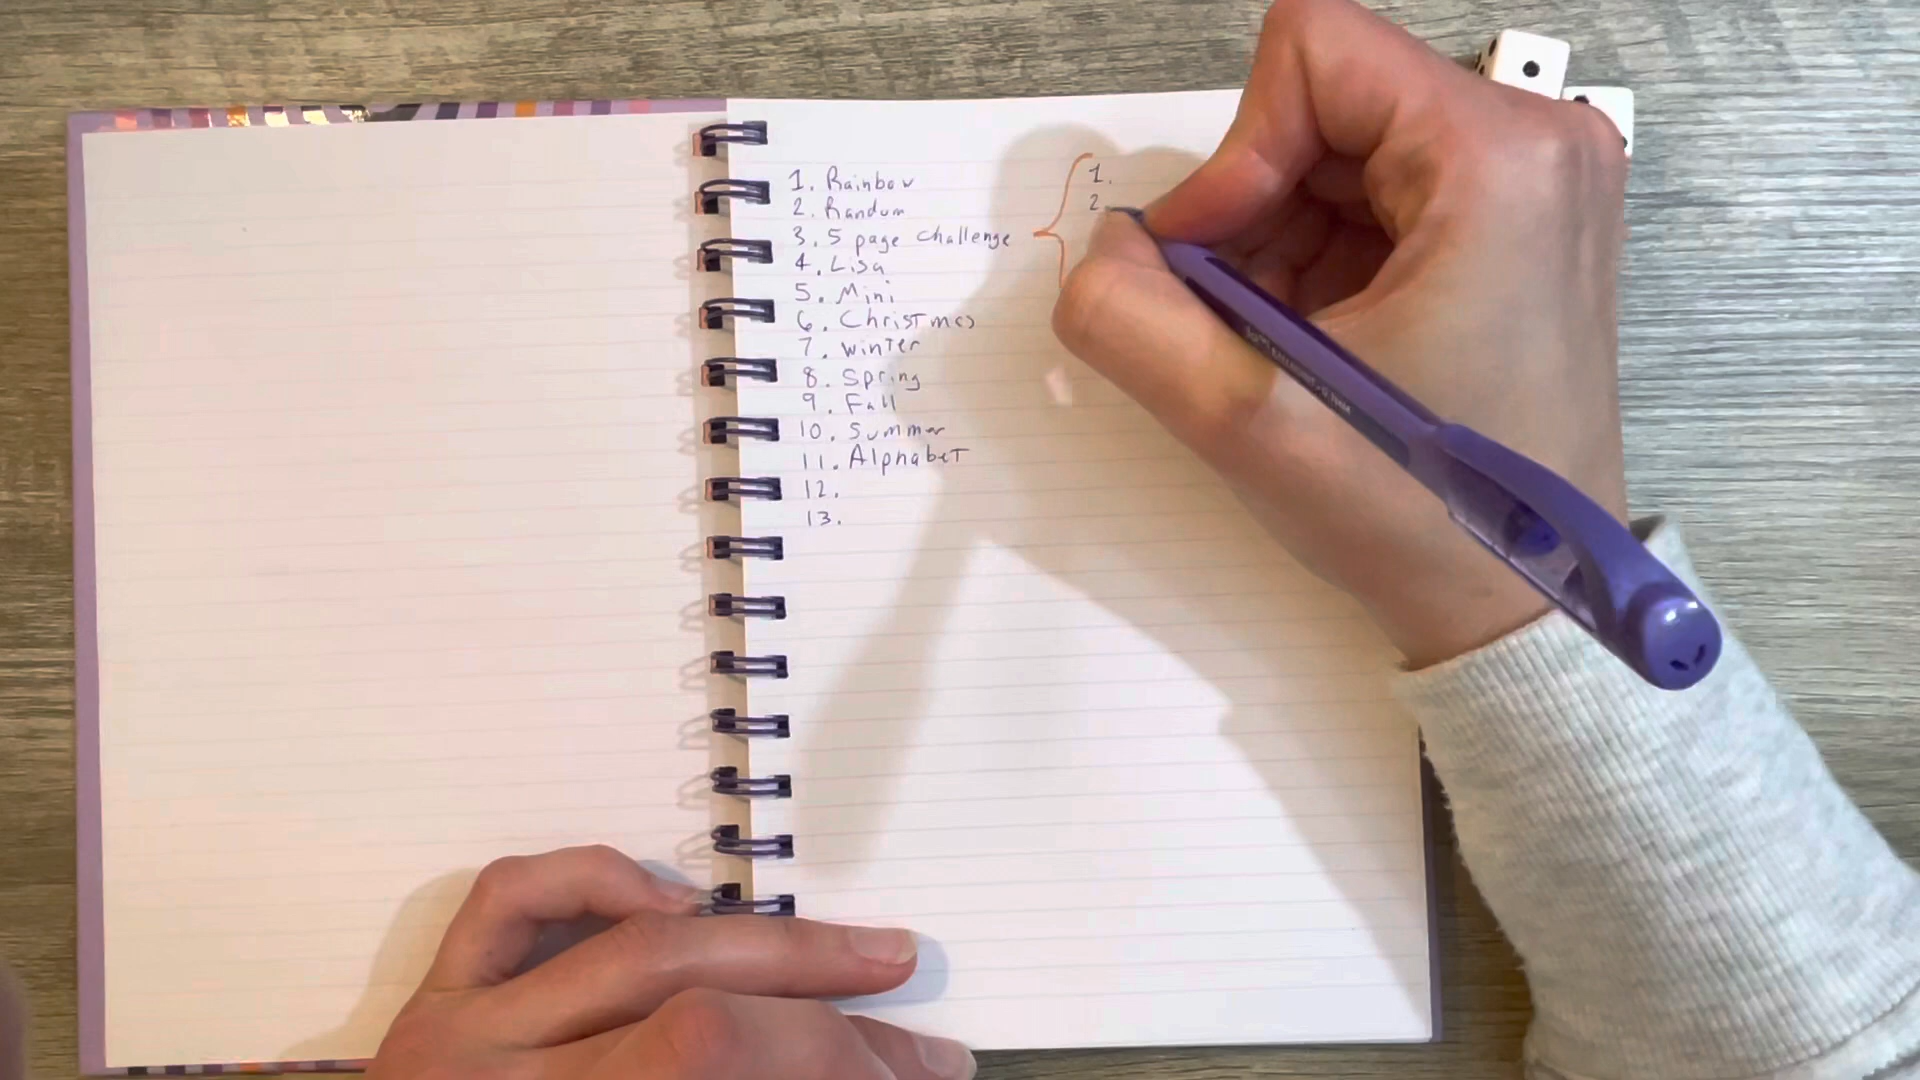 1. Rainbow
2. Random
3. 5 page challenge
4. Lisa
5. Mini
6. Christmas
7. Winter
8. Spring
9. Fall
10. Summer
11. Alphabet
12.
13.
1.
2.